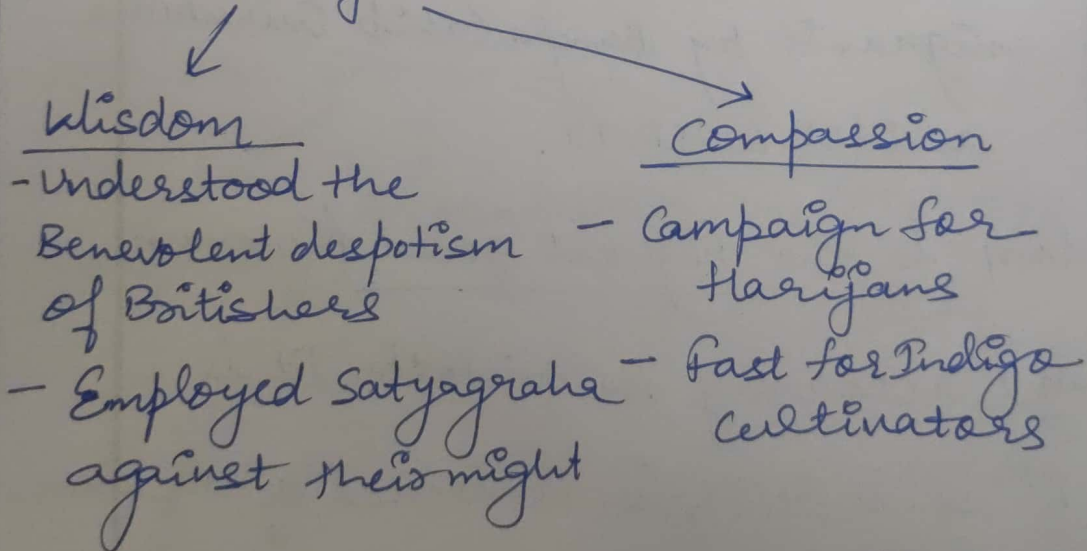 Wisdom
- Understood the
Benevolent despotism
of Britishers
- Employed Satyagraha
against their might
Compassion
- Campaign for
Harijans
- Fast for Indigo
Cultivators